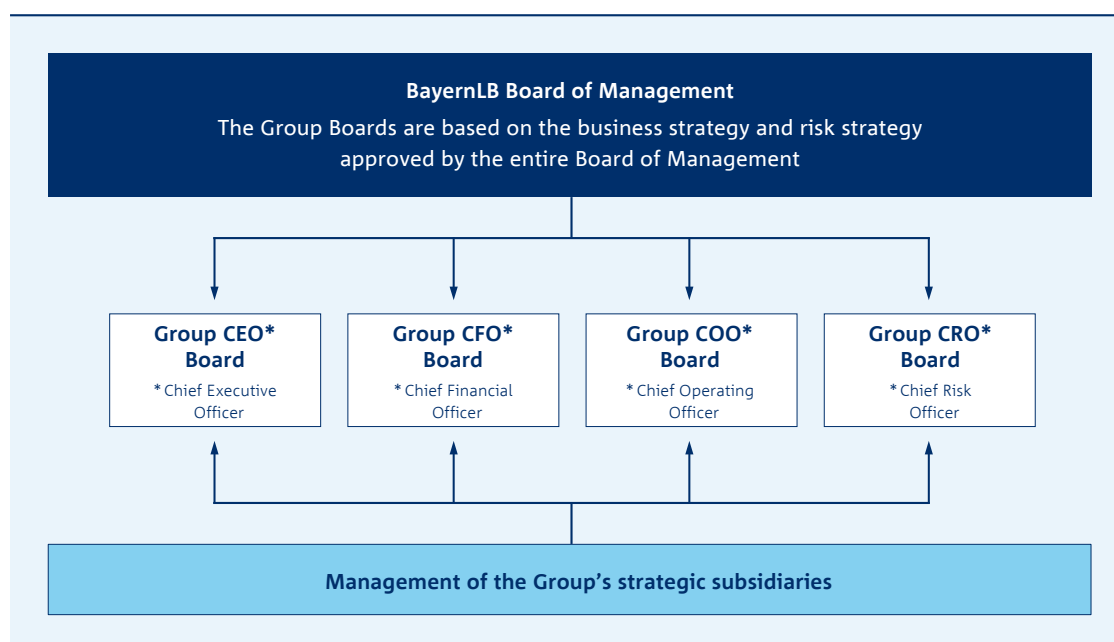 BayernLB Board of Management
The Group Boards are based on the business strategy and risk strategy
approved by the entire Board of Management
Group CEO*
Board
* Chief Executive
Officer
Group CFO*
Board
* Chief Financial
Officer
Group COO*
Board
* Chief Operating
Officer
Group CRO*
Board
* Chief Risk
Officer
Management of the Group’s strategic subsidiaries